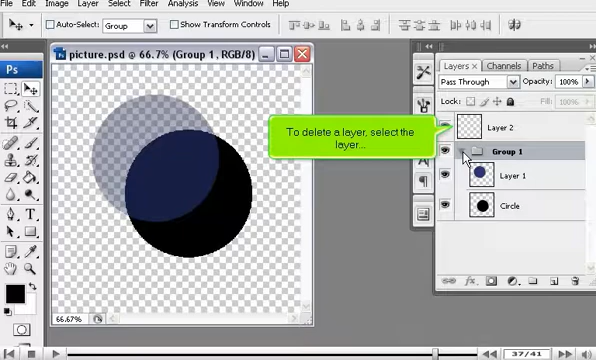 File Edit Image Layer Select Filter Analysis View Window Help
Auto-Select: Group Show Transform Controls
picture.psd @ 66.7% (Group 1, RGB/8)
Ps
Layers × Channels Paths
Pass Through Opacity: 100%
Lock: Fill: 100%
Layer 2
To delete a layer, select the
layer...
Group 1
Layer 1
Circle
66.67%
37/41